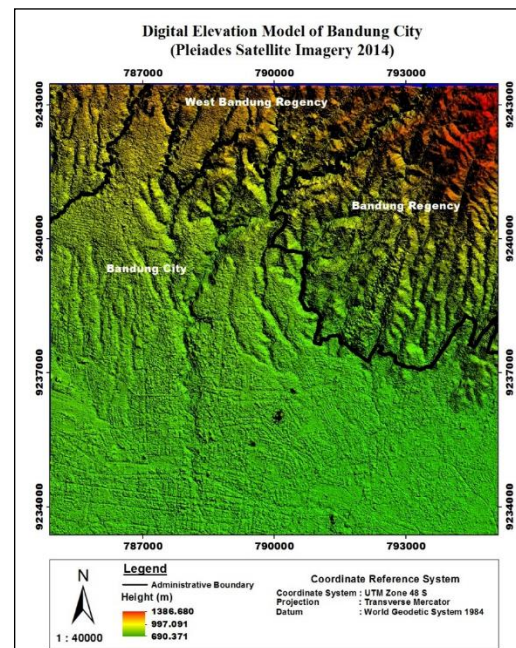 Digital Elevation Model of Bandung City
(Pleiades Satellite Imagery 2014)
787000 790000 793000
9243000 9243000
West Bandung Regency
Bandung Regency
9240000 9240000
Bandung City
9237000 9237000
9234000 9234000
787000 790000 793000
N
1 : 40000
Legend
Administrative Boundary
Height (m)
1386.680
997.091
690.371
Coordinate Reference System
Coordinate System : UTM Zone 48 S
Projection : Transverse Mercator
Datum : World Geodetic System 1984